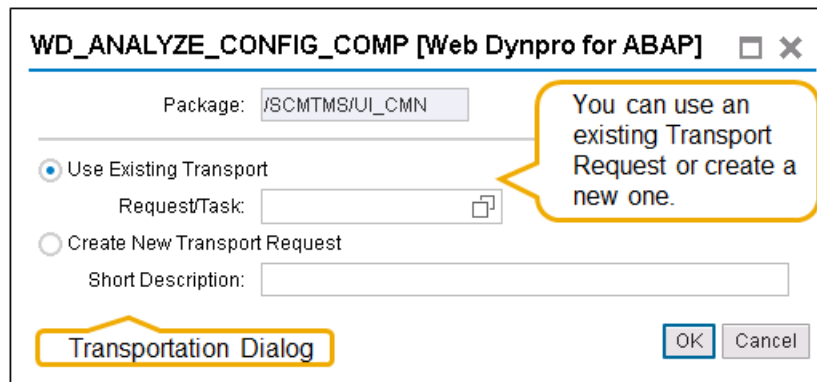 WD_ANALYZE_CONFIG_COMP [Web Dynpro for ABAP]
Package: /SCMTMS/UI_CMN
You can use an
existing Transport
Request or create a
new one.
Use Existing Transport
Request/Task:
Create New Transport Request
Short Description:
Transportation Dialog
OK Cancel